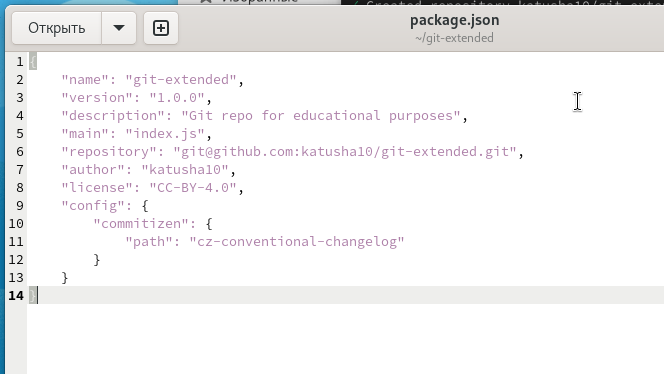 Открыть
package.json
~/git-extended
1 {
2     "name": "git-extended",
3     "version": "1.0.0",
4     "description": "Git repo for educational purposes",
5     "main": "index.js",
6     "repository": "git@github.com:katusha10/git-extended.git",
7     "author": "katusha10",
8     "license": "CC-BY-4.0",
9     "config": {
10         "commitizen": {
11             "path": "cz-conventional-changelog"
12         }
13     }
14 }